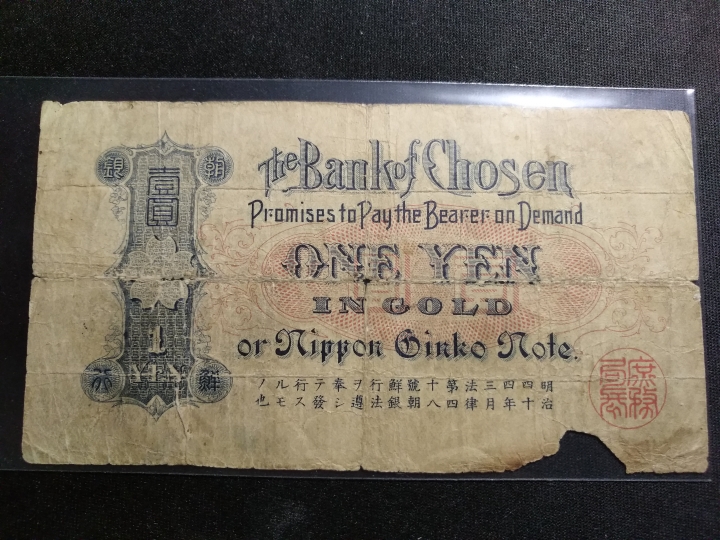 朝鮮銀行
壹圓
1
YEN
The Bank of Chosen
Promises to Pay the Bearer on Demand
ONE YEN
IN GOLD
or Nippon Ginko Note.
明治四十四年三月法律第四十八號朝鮮銀行法ヲ遵奉シテ發行スルモノ也